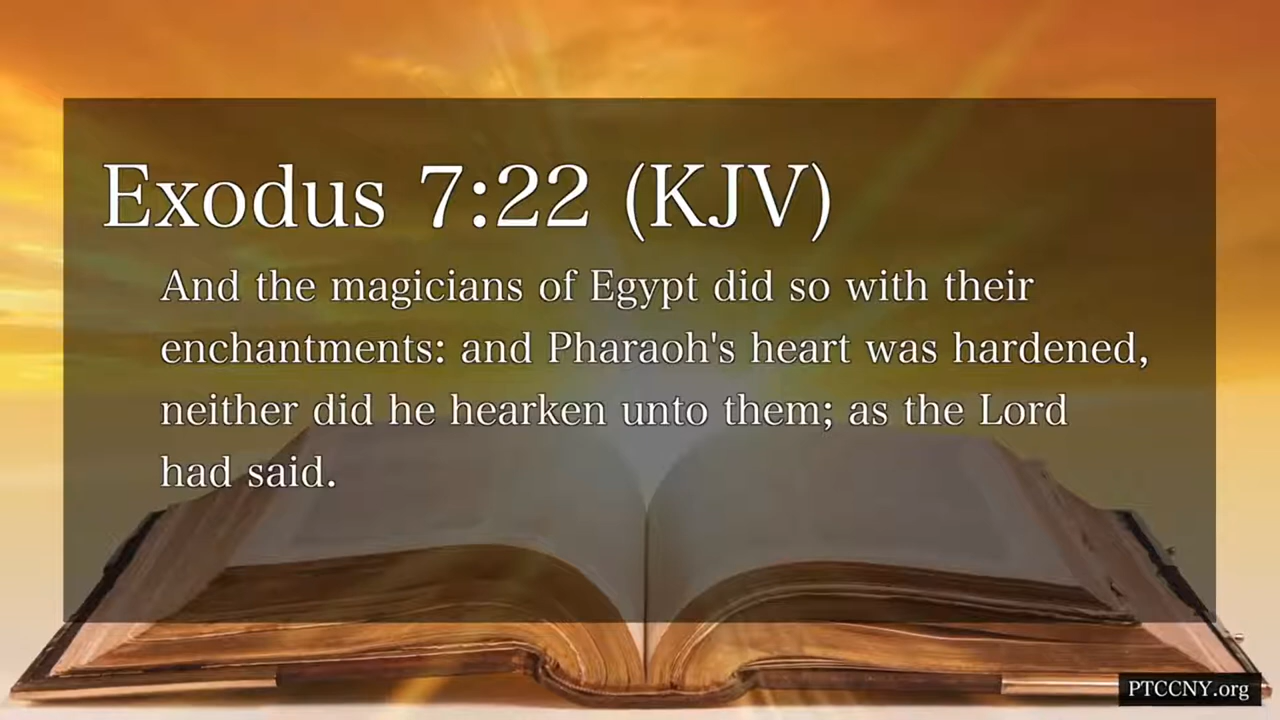 Exodus 7:22 (KJV)
And the magicians of Egypt did so with their
enchantments: and Pharaoh's heart was hardened,
neither did he hearken unto them; as the Lord
had said.
PTCCNY.org